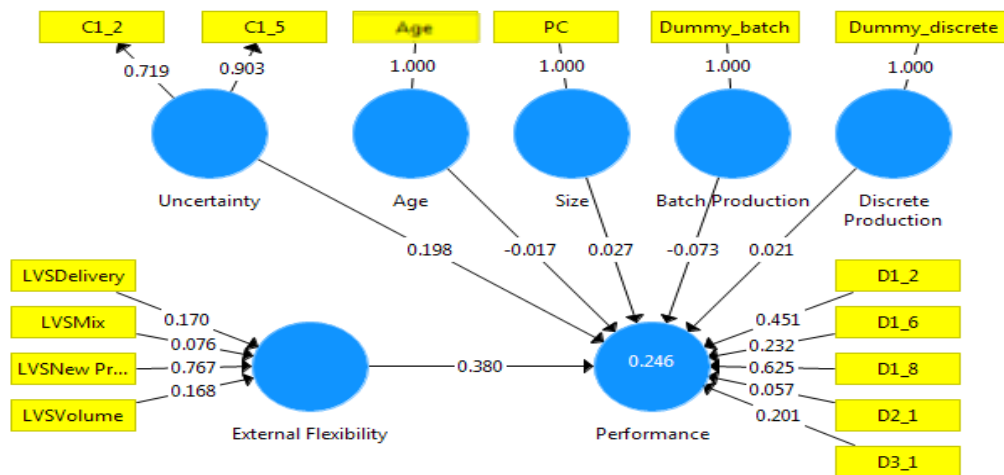 C1_2 C1_5 Age PC Dummy_batch Dummy_discrete
0.719 0.903 1.000 1.000 1.000 1.000
Uncertainty Age Size Batch Production Discrete
Production
0.198 -0.017 0.027 -0.073 0.021
LVSDelivery
LVSMix
LVSNew Pr...
LVSVolume
0.170
0.076
0.767
0.168
External Flexibility
0.380
0.246
Performance
0.451
0.232
0.625
0.057
0.201
D1_2
D1_6
D1_8
D2_1
D3_1